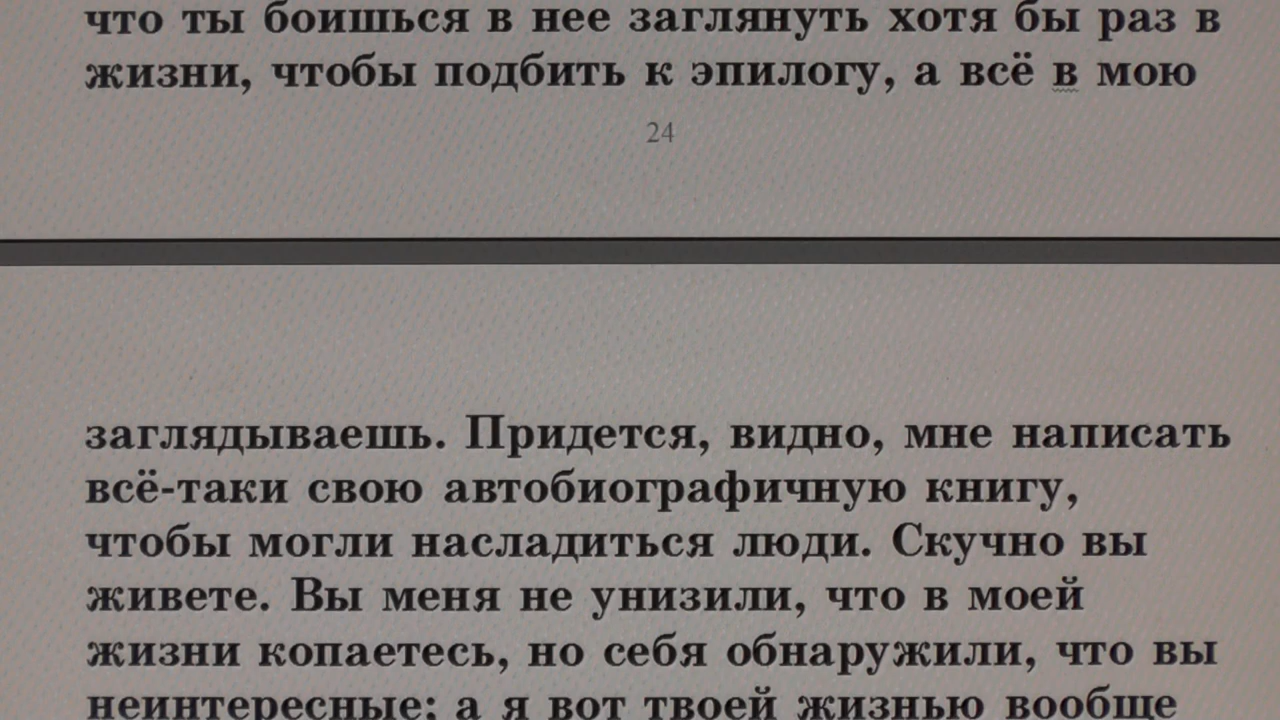 что ты боишься в нее заглянуть хотя бы раз в
жизни, чтобы подбить к эпилогу, а всё в мою
24
заглядываешь. Придется, видно, мне написать
всё-таки свою автобиографичную книгу,
чтобы могли насладиться люди. Скучно вы
живете. Вы меня не унизили, что в моей
жизни копаетесь, но себя обнаружили, что вы
неинтересные; а я вот твоей жизнью вообще